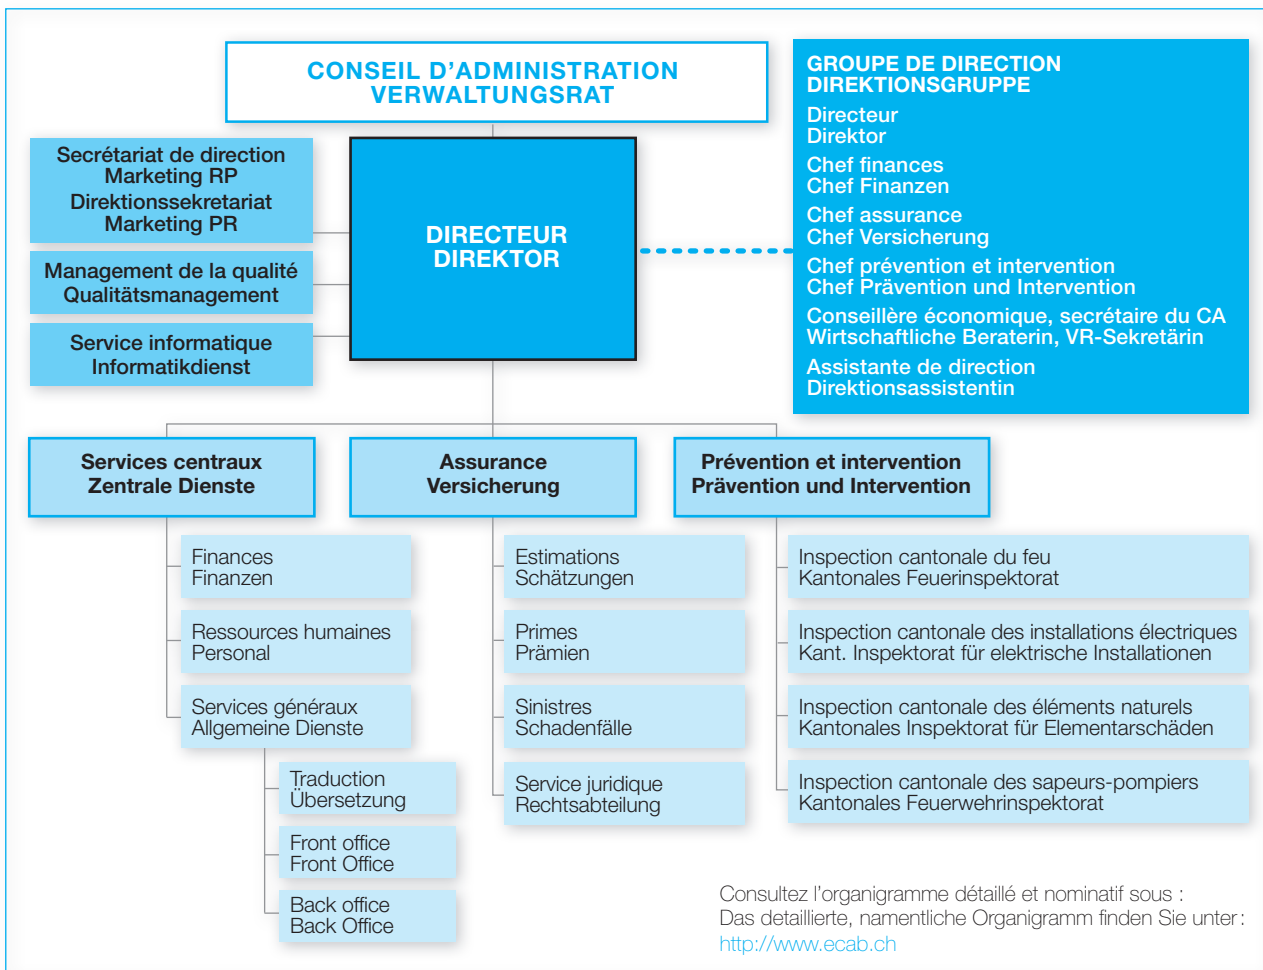 CONSEIL D'ADMINISTRATION
VERWALTUNGSRAT
GROUPE DE DIRECTION
DIREKTIONSGRUPPE
Directeur
Direktor
Chef finances
Chef Finanzen
Chef assurance
Chef Versicherung
Chef prévention et intervention
Chef Prävention und Intervention
Conseillère économique, secrétaire du CA
Wirtschaftliche Beraterin, VR-Sekretärin
Assistante de direction
Direktionsassistentin
Secrétariat de direction
Marketing RP
Direktionssekretariat
Marketing PR
Management de la qualité
Qualitätsmanagement
Service informatique
Informatikdienst
DIRECTEUR
DIREKTOR
Services centraux
Zentrale Dienste
Finances
Finanzen
Ressources humaines
Personal
Services généraux
Allgemeine Dienste
Traduction
Übersetzung
Front office
Front Office
Back office
Back Office
Assurance
Versicherung
Estimations
Schätzungen
Primes
Prämien
Sinistres
Schadenfälle
Service juridique
Rechtsabteilung
Prévention et intervention
Prävention und Intervention
Inspection cantonale du feu
Kantonales Feuerinspektorat
Inspection cantonale des installations électriques
Kant. Inspektorat für elektrische Installationen
Inspection cantonale des éléments naturels
Kantonales Inspektorat für Elementarschäden
Inspection cantonale des sapeurs-pompiers
Kantonales Feuerwehrinspektorat
Consultez l'organigramme détaillé et nominatif sous :
Das detaillierte, namentliche Organigramm finden Sie unter :
http://www.ecab.ch